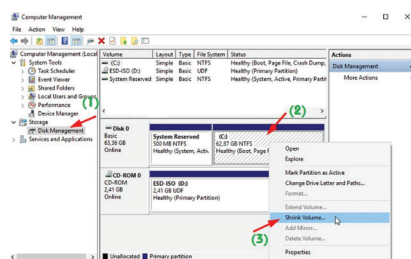 Computer Management
File Action View Help
Computer Management (Local
System Tools
Task Scheduler
Event Viewer
Shared Folders
Local Users and Groups
Performance
Device Manager
Storage
Disk Management
Services and Applications
(1)
Volume Layout Type File System Status
(C:) Simple Basic NTFS Healthy (Boot, Page File, Crash Dump,
ESD-ISO (D:) Simple Basic UDF Healthy (Primary Partition)
System Reserved Simple Basic NTFS Healthy (System, Active, Primary Partit
Actions
Disk Management
More Actions
(2)
Disk 0
Basic
63,36 GB
Online
System Reserved
500 MB NTFS
Healthy (System, Activ
(C:)
62,87 GB NTFS
Healthy (Boot, Page F
CD-ROM 0
CD-ROM
2,41 GB
Online
ESD-ISO (D:)
2,41 GB UDF
Healthy (Primary Partition)
Open
Explore
Mark Partition as Active
Change Drive Letter and Paths...
Format...
Extend Volume...
Shrink Volume...
Add Mirror...
Delete Volume...
Properties
(3)
Unallocated Primary partition